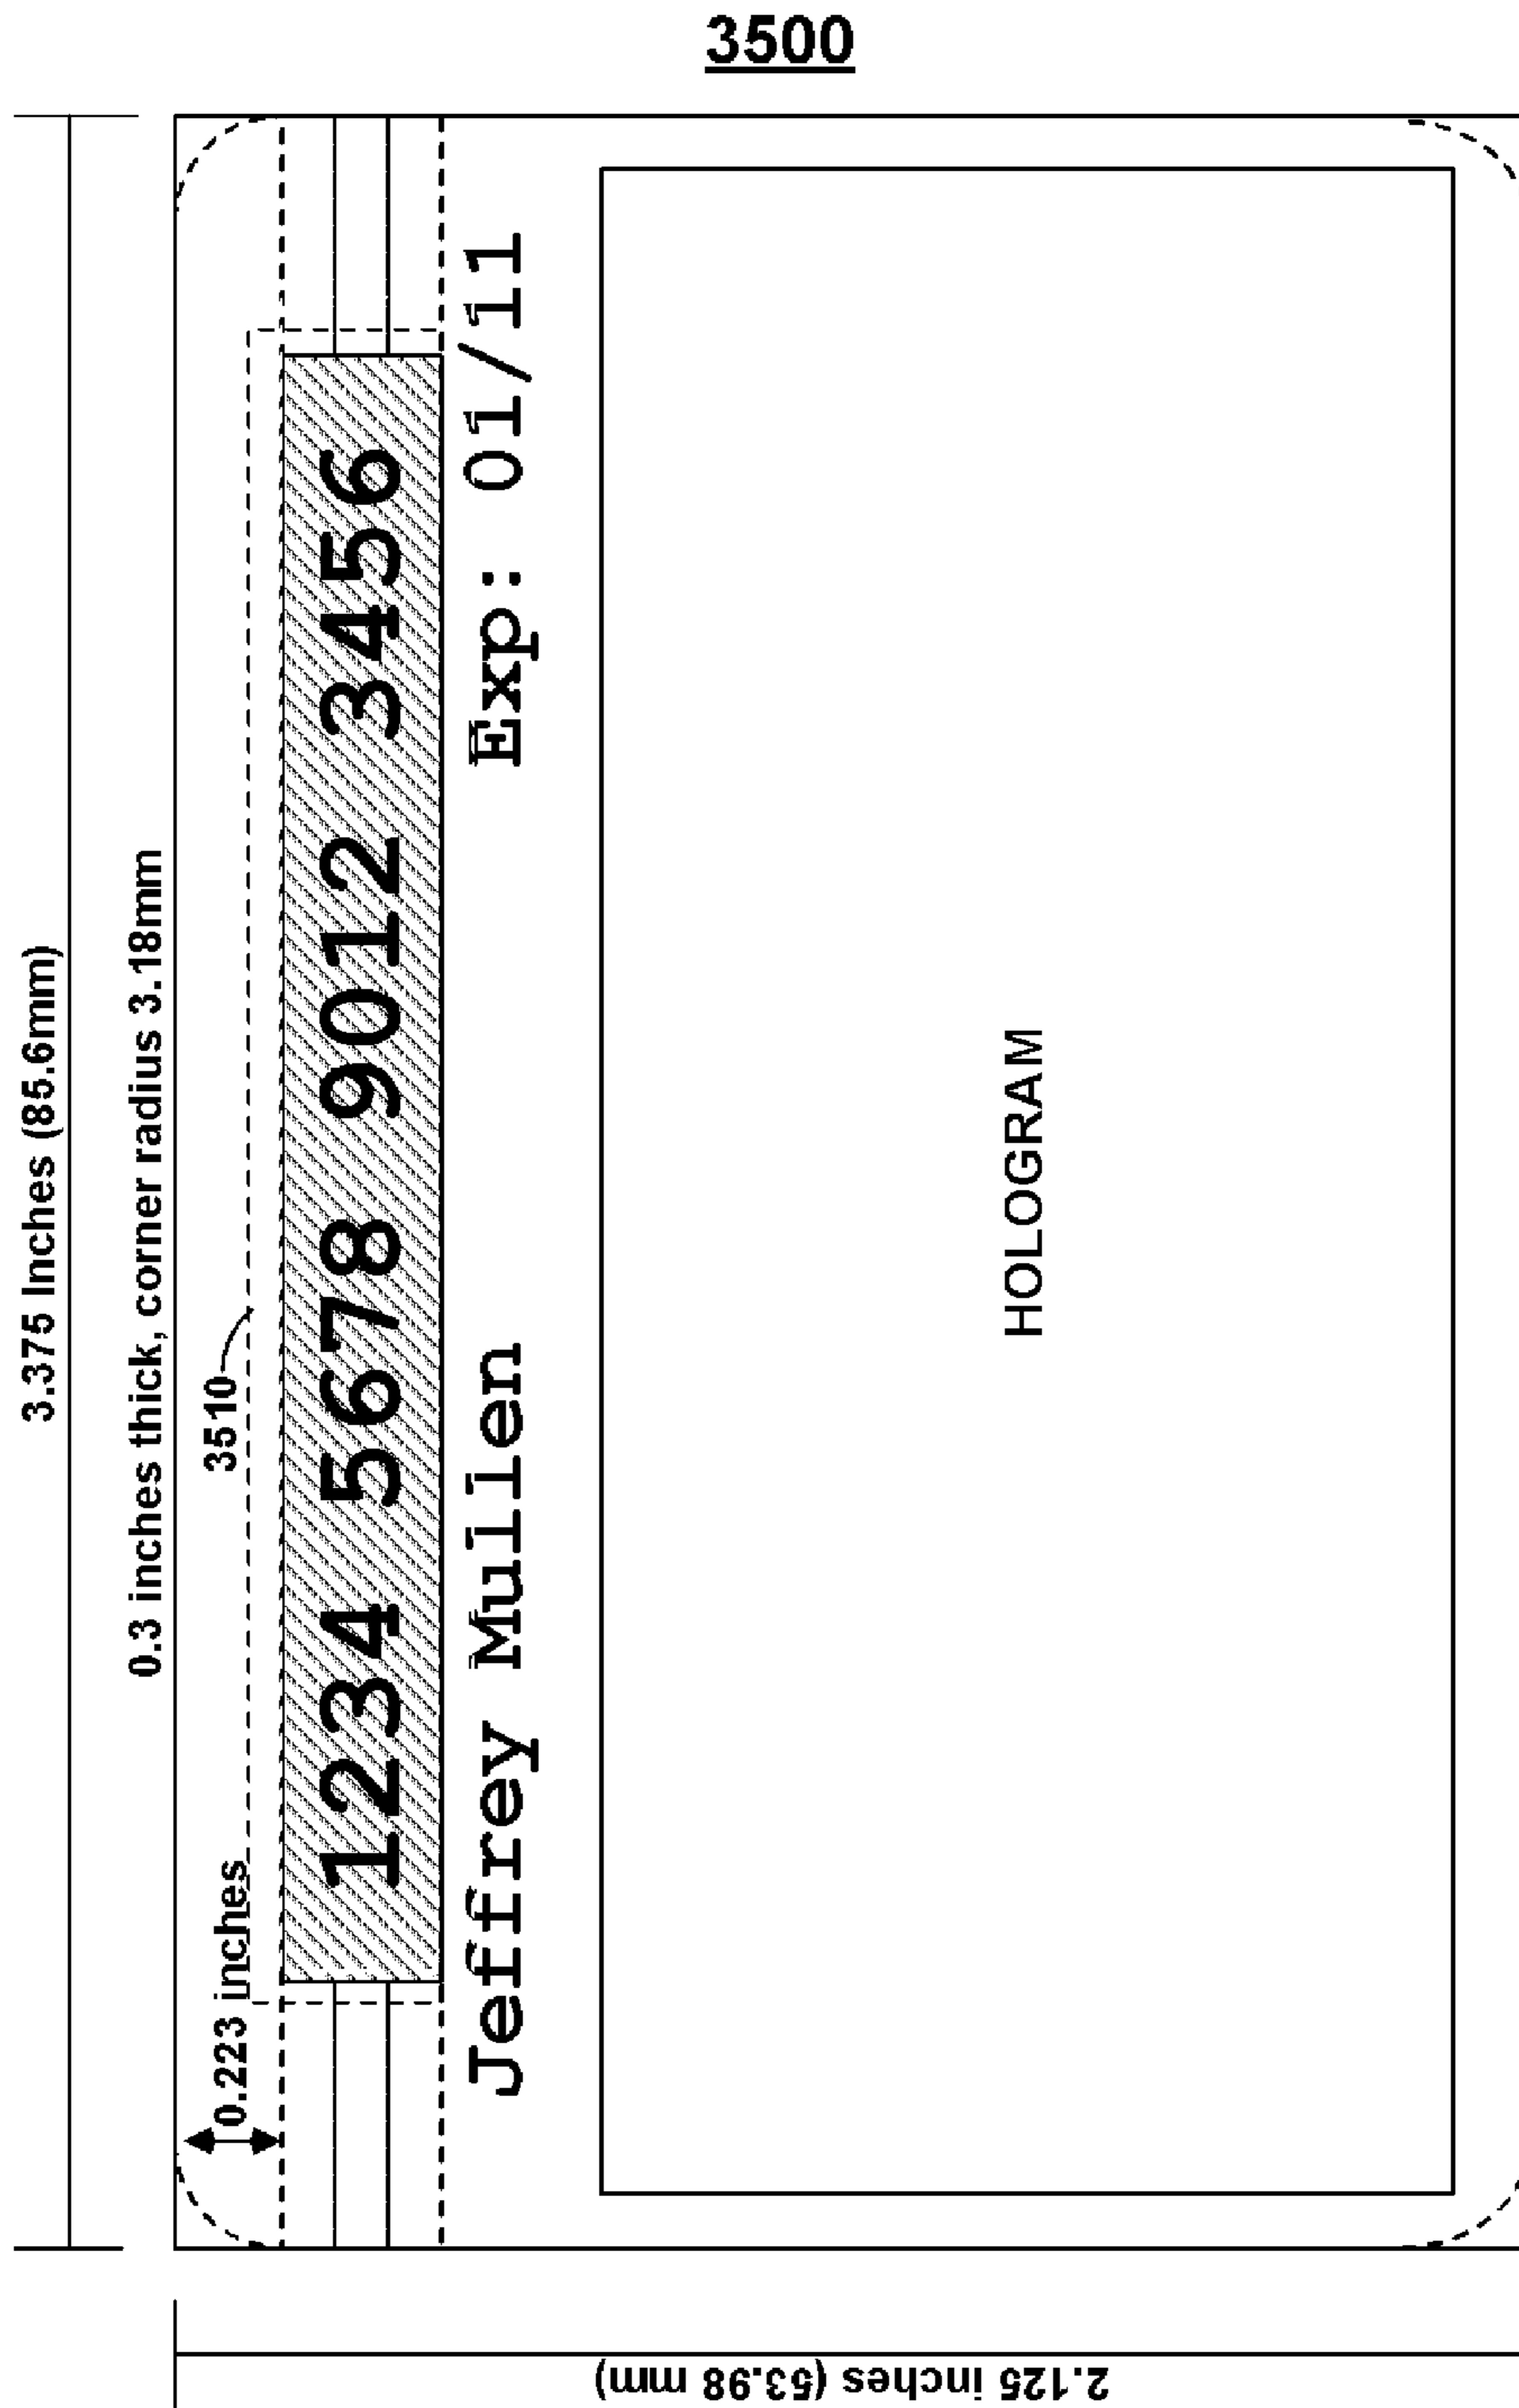 3500
3.375 Inches (85.6mm)
0.3 inches thick, corner radius 3.18mm
3510
0.223 inches
1234 5678 9012 3456
Jeffrey Mullen Exp: 01/11
HOLOGRAM
2.125 inches (53.98 mm)